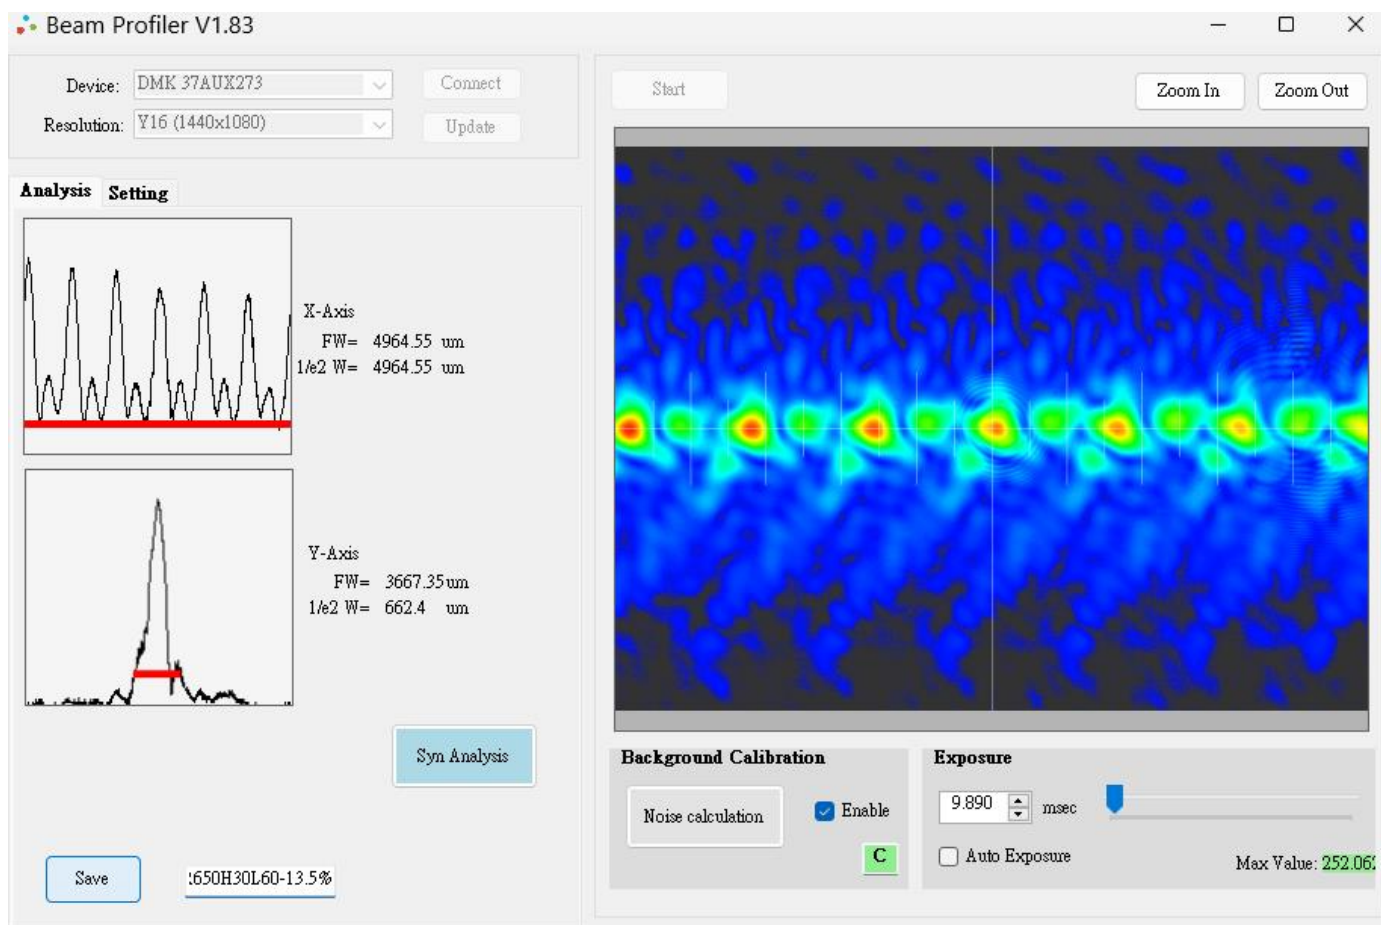 Beam Profiler V1.83
Device: DMK 37AUX273 Connect
Resolution: Y16 (1440x1080) Update
Start Zoom In Zoom Out
Analysis Setting
X-Axis
FW= 4964.55 um
1/e2 W= 4964.55 um
Y-Axis
FW= 3667.35 um
1/e2 W= 662.4 um
Syn Analysis
Save :650H30L60-13.5%
Background Calibration
Noise calculation Enable
C
Exposure
9.890 msec
Auto Exposure Max Value: 252.06